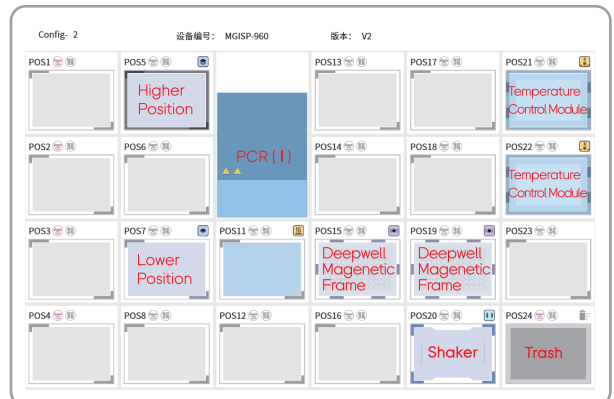 Config- 2 设备编号： MGISP-960 版本： V2
POS1 POS5 POS13 POS17 POS21
Higher
Position
Temperature
Control Module
POS2 POS6 POS14 POS18 POS22
PCR ( I )
Temperature
Control Module
POS3 POS7 POS11 POS15 POS19 POS23
Lower
Position
Deepwell
Magenetic
Frame
Deepwell
Magenetic
Frame
POS4 POS8 POS12 POS16 POS20 POS24
Shaker
Trash